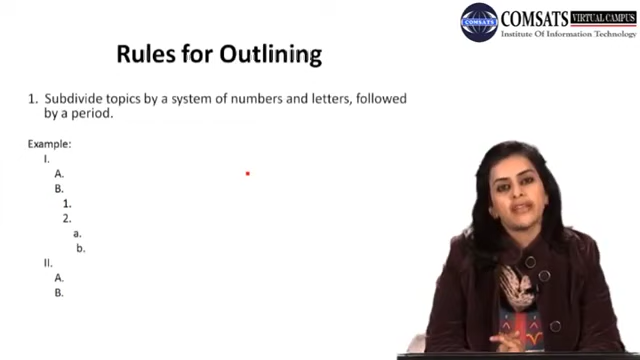 COMSATS VIRTUAL CAMPUS
Institute Of Information Technology
Rules for Outlining
1. Subdivide topics by a system of numbers and letters, followed
by a period.
Example:
I.
A.
B.
1.
2.
a.
b.
II.
A.
B.